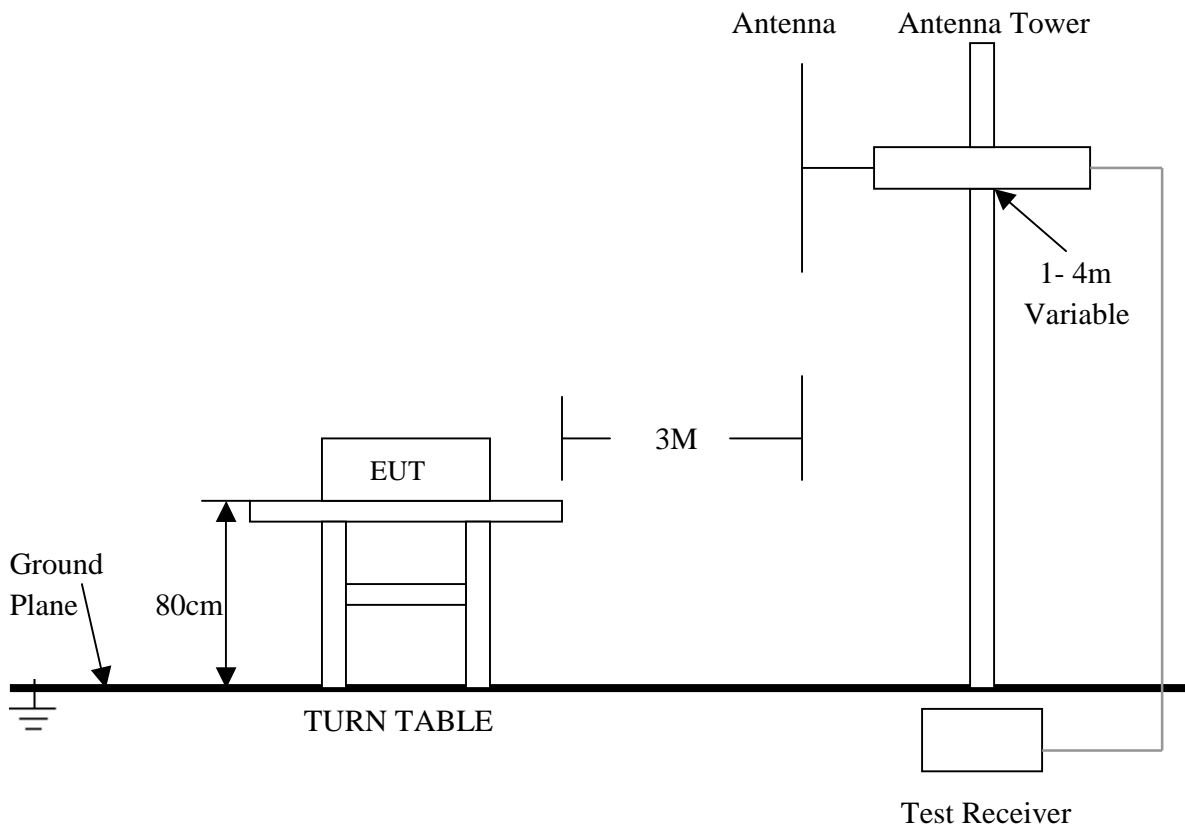 Antenna
Antenna Tower
1- 4m
Variable
3M
EUT
Ground
Plane
80cm
TURN TABLE
Test Receiver